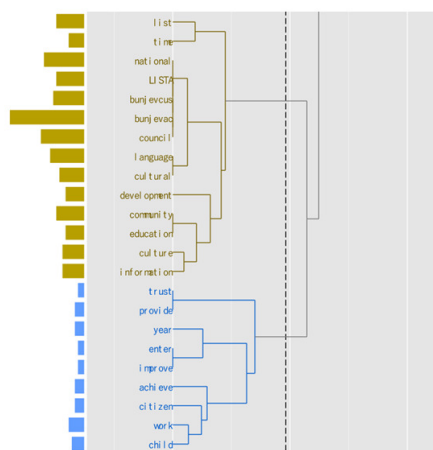 list
time
national
LISTA
bunjevcus
bunjevac
council
language
cultural
development
community
education
culture
information
trust
provide
year
enter
improve
achieve
citizen
work
child